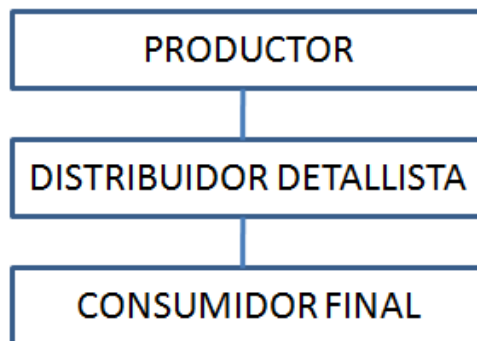 PRODUCTOR
DISTRIBUIDOR DETALLISTA
CONSUMIDOR FINAL